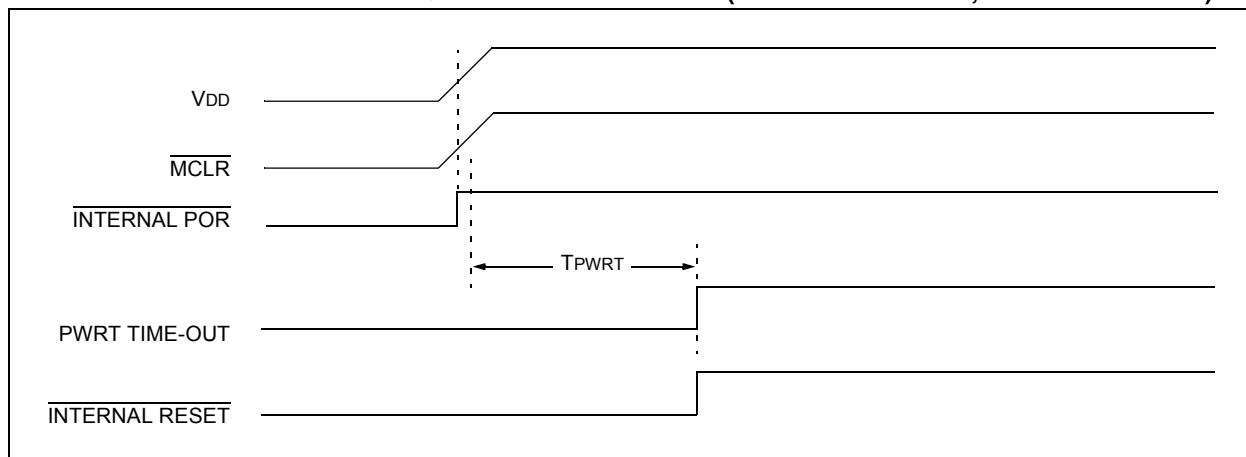 VDD
MCLR
INTERNAL POR
TPWRT
PWRT TIME-OUT
INTERNAL RESET